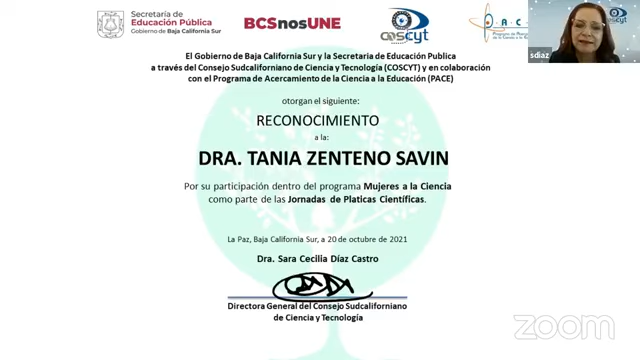 Secretaría de
Educación Pública
Gobierno de Baja California Sur
BCSnosUNE
coscyt
PACE
coscyt
sdiaz
El Gobierno de Baja California Sur y la Secretaria de Educación Publica
a través del Consejo Sudcaliforniano de Ciencia y Tecnología (COSCYT) y en colaboración
con el Programa de Acercamiento de la Ciencia a la Educación (PACE)
otorgan el siguiente:
RECONOCIMIENTO
a la:
DRA. TANIA ZENTENO SAVIN
Por su participación dentro del programa Mujeres a la Ciencia
como parte de las Jornadas de Platicas Científicas.
La Paz, Baja California Sur, a 20 de octubre de 2021
Dra. Sara Cecilia Díaz Castro
Directora General del Consejo Sudcaliforniano
de Ciencia y Tecnología
zoom